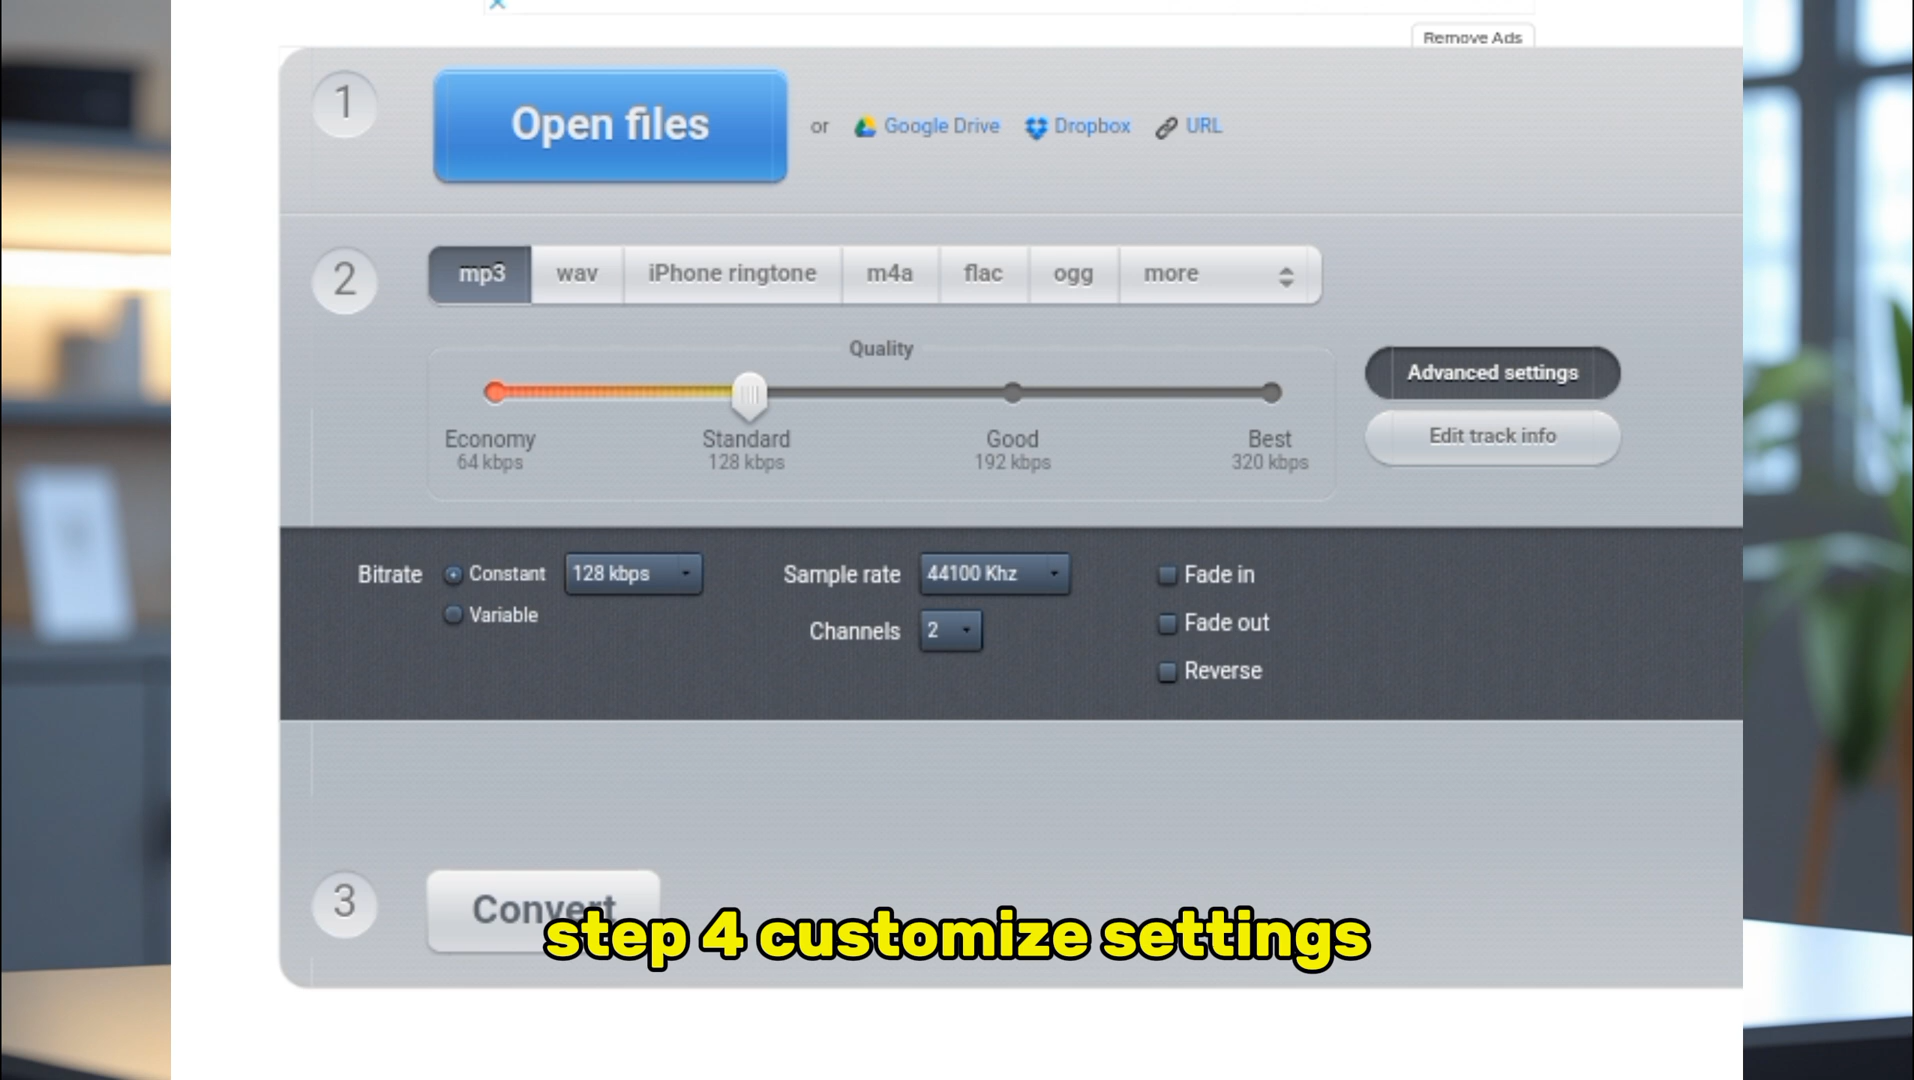 Remove Ads
1
Open files or Google Drive Dropbox URL
2
mp3 wav iPhone ringtone m4a flac ogg more
Quality
Advanced settings
Economy Standard Good Best
64 kbps 128 kbps 192 kbps 320 kbps
Edit track info
Bitrate Constant 128 kbps Sample rate 44100 Khz Fade in
Variable Channels 2 Fade out
Reverse
3
Convert
step 4 customize settings